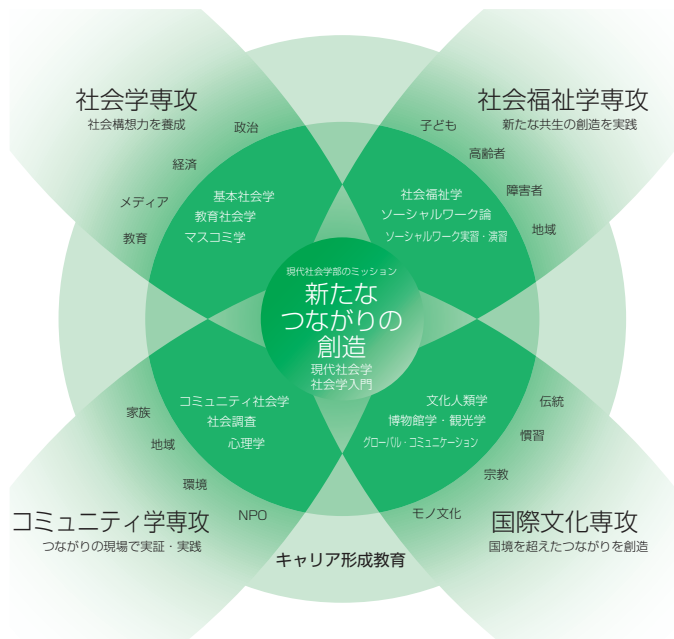 社会学専攻
社会構想力を養成
政治
経済
メディア
教育
基本社会学
教育社会学
マスコミ学
社会福祉学専攻
新たな共生の創造を実践
子ども
高齢者
障害者
地域
社会福祉学
ソーシャルワーク論
ソーシャルワーク実習・演習
現代社会学部のミッション
新たな
つながりの
創造
現代社会学
社会学入門
コミュニティ社会学
社会調査
心理学
家族
地域
環境
NPO
コミュニティ学専攻
つながりの現場で実証・実践
文化人類学
博物館学・観光学
グローバル・コミュニケーション
伝統
慣習
宗教
モノ文化
国際文化専攻
国境を超えたつながりを創造
キャリア形成教育